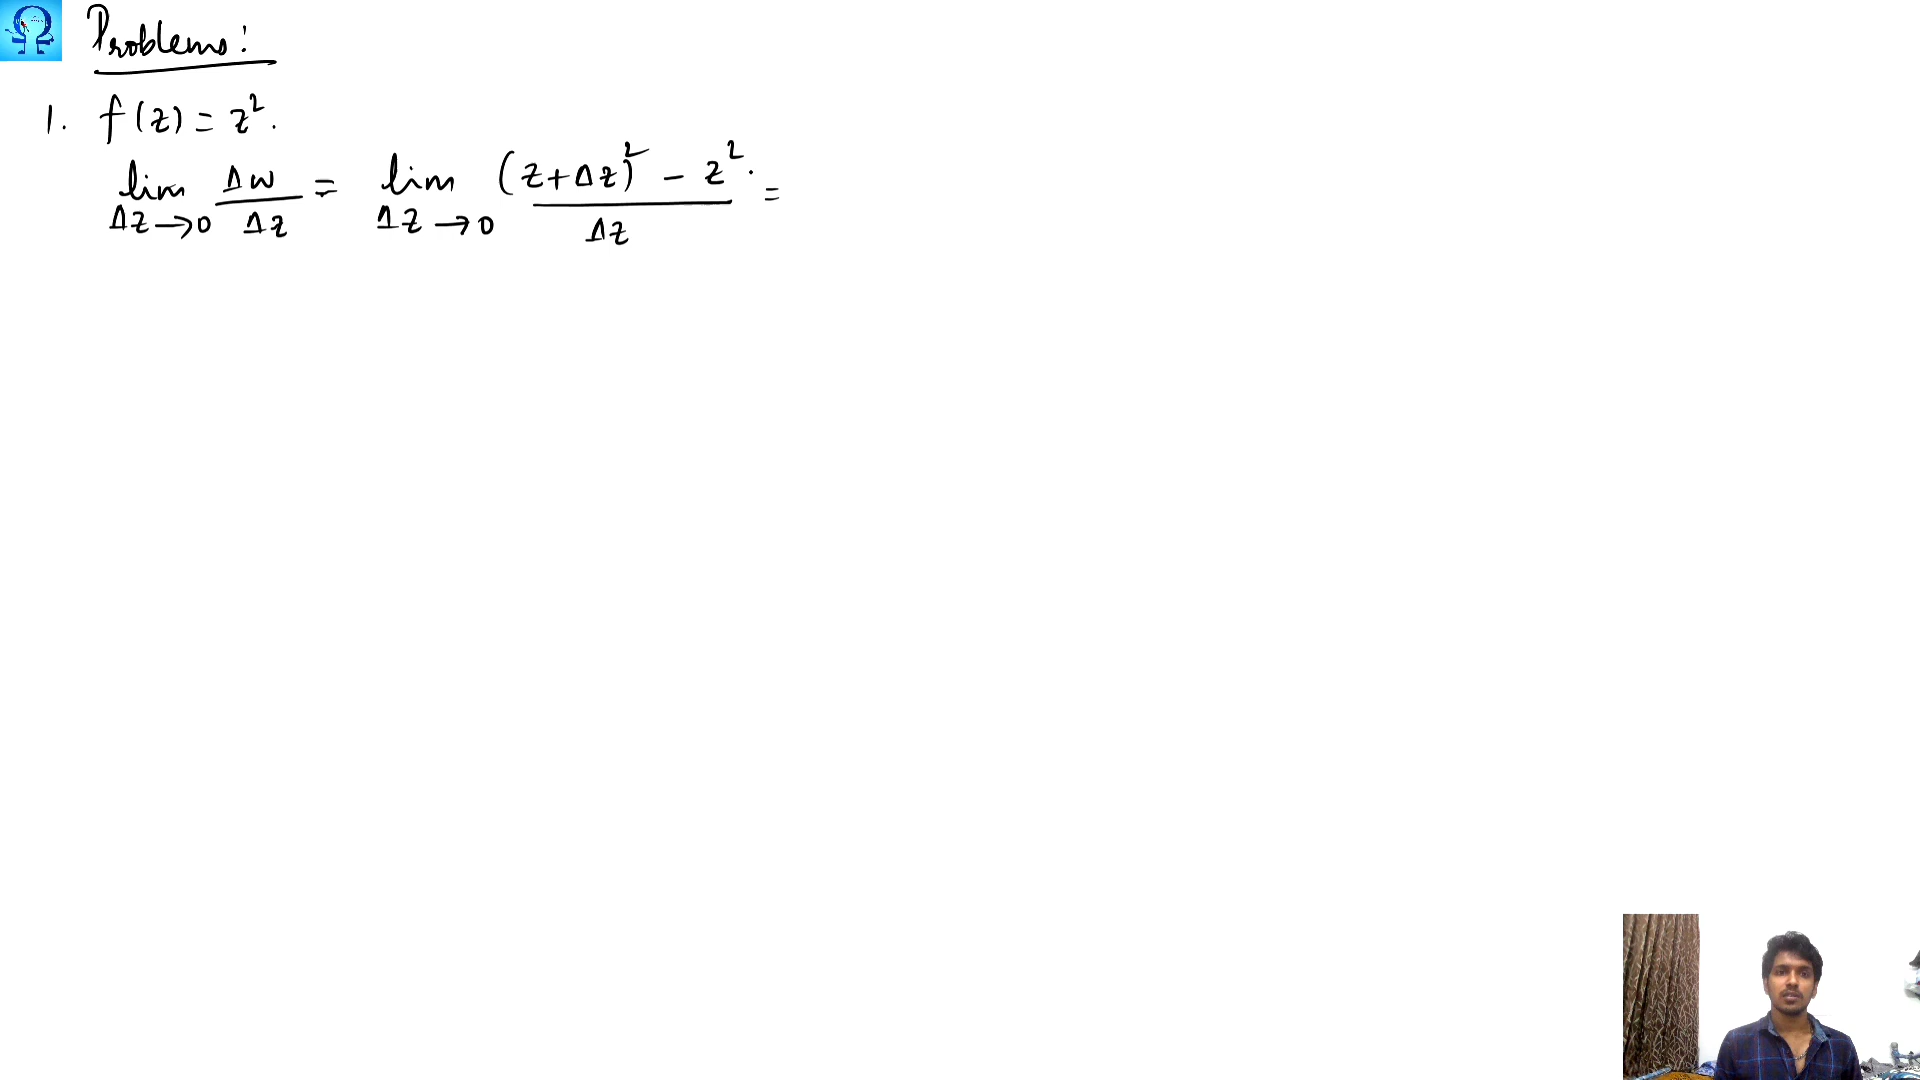 Problems:
1. f(z) = z².
lim Δz→0 Δw/Δz = lim Δz→0 ((z+Δz)² - z².)/Δz =